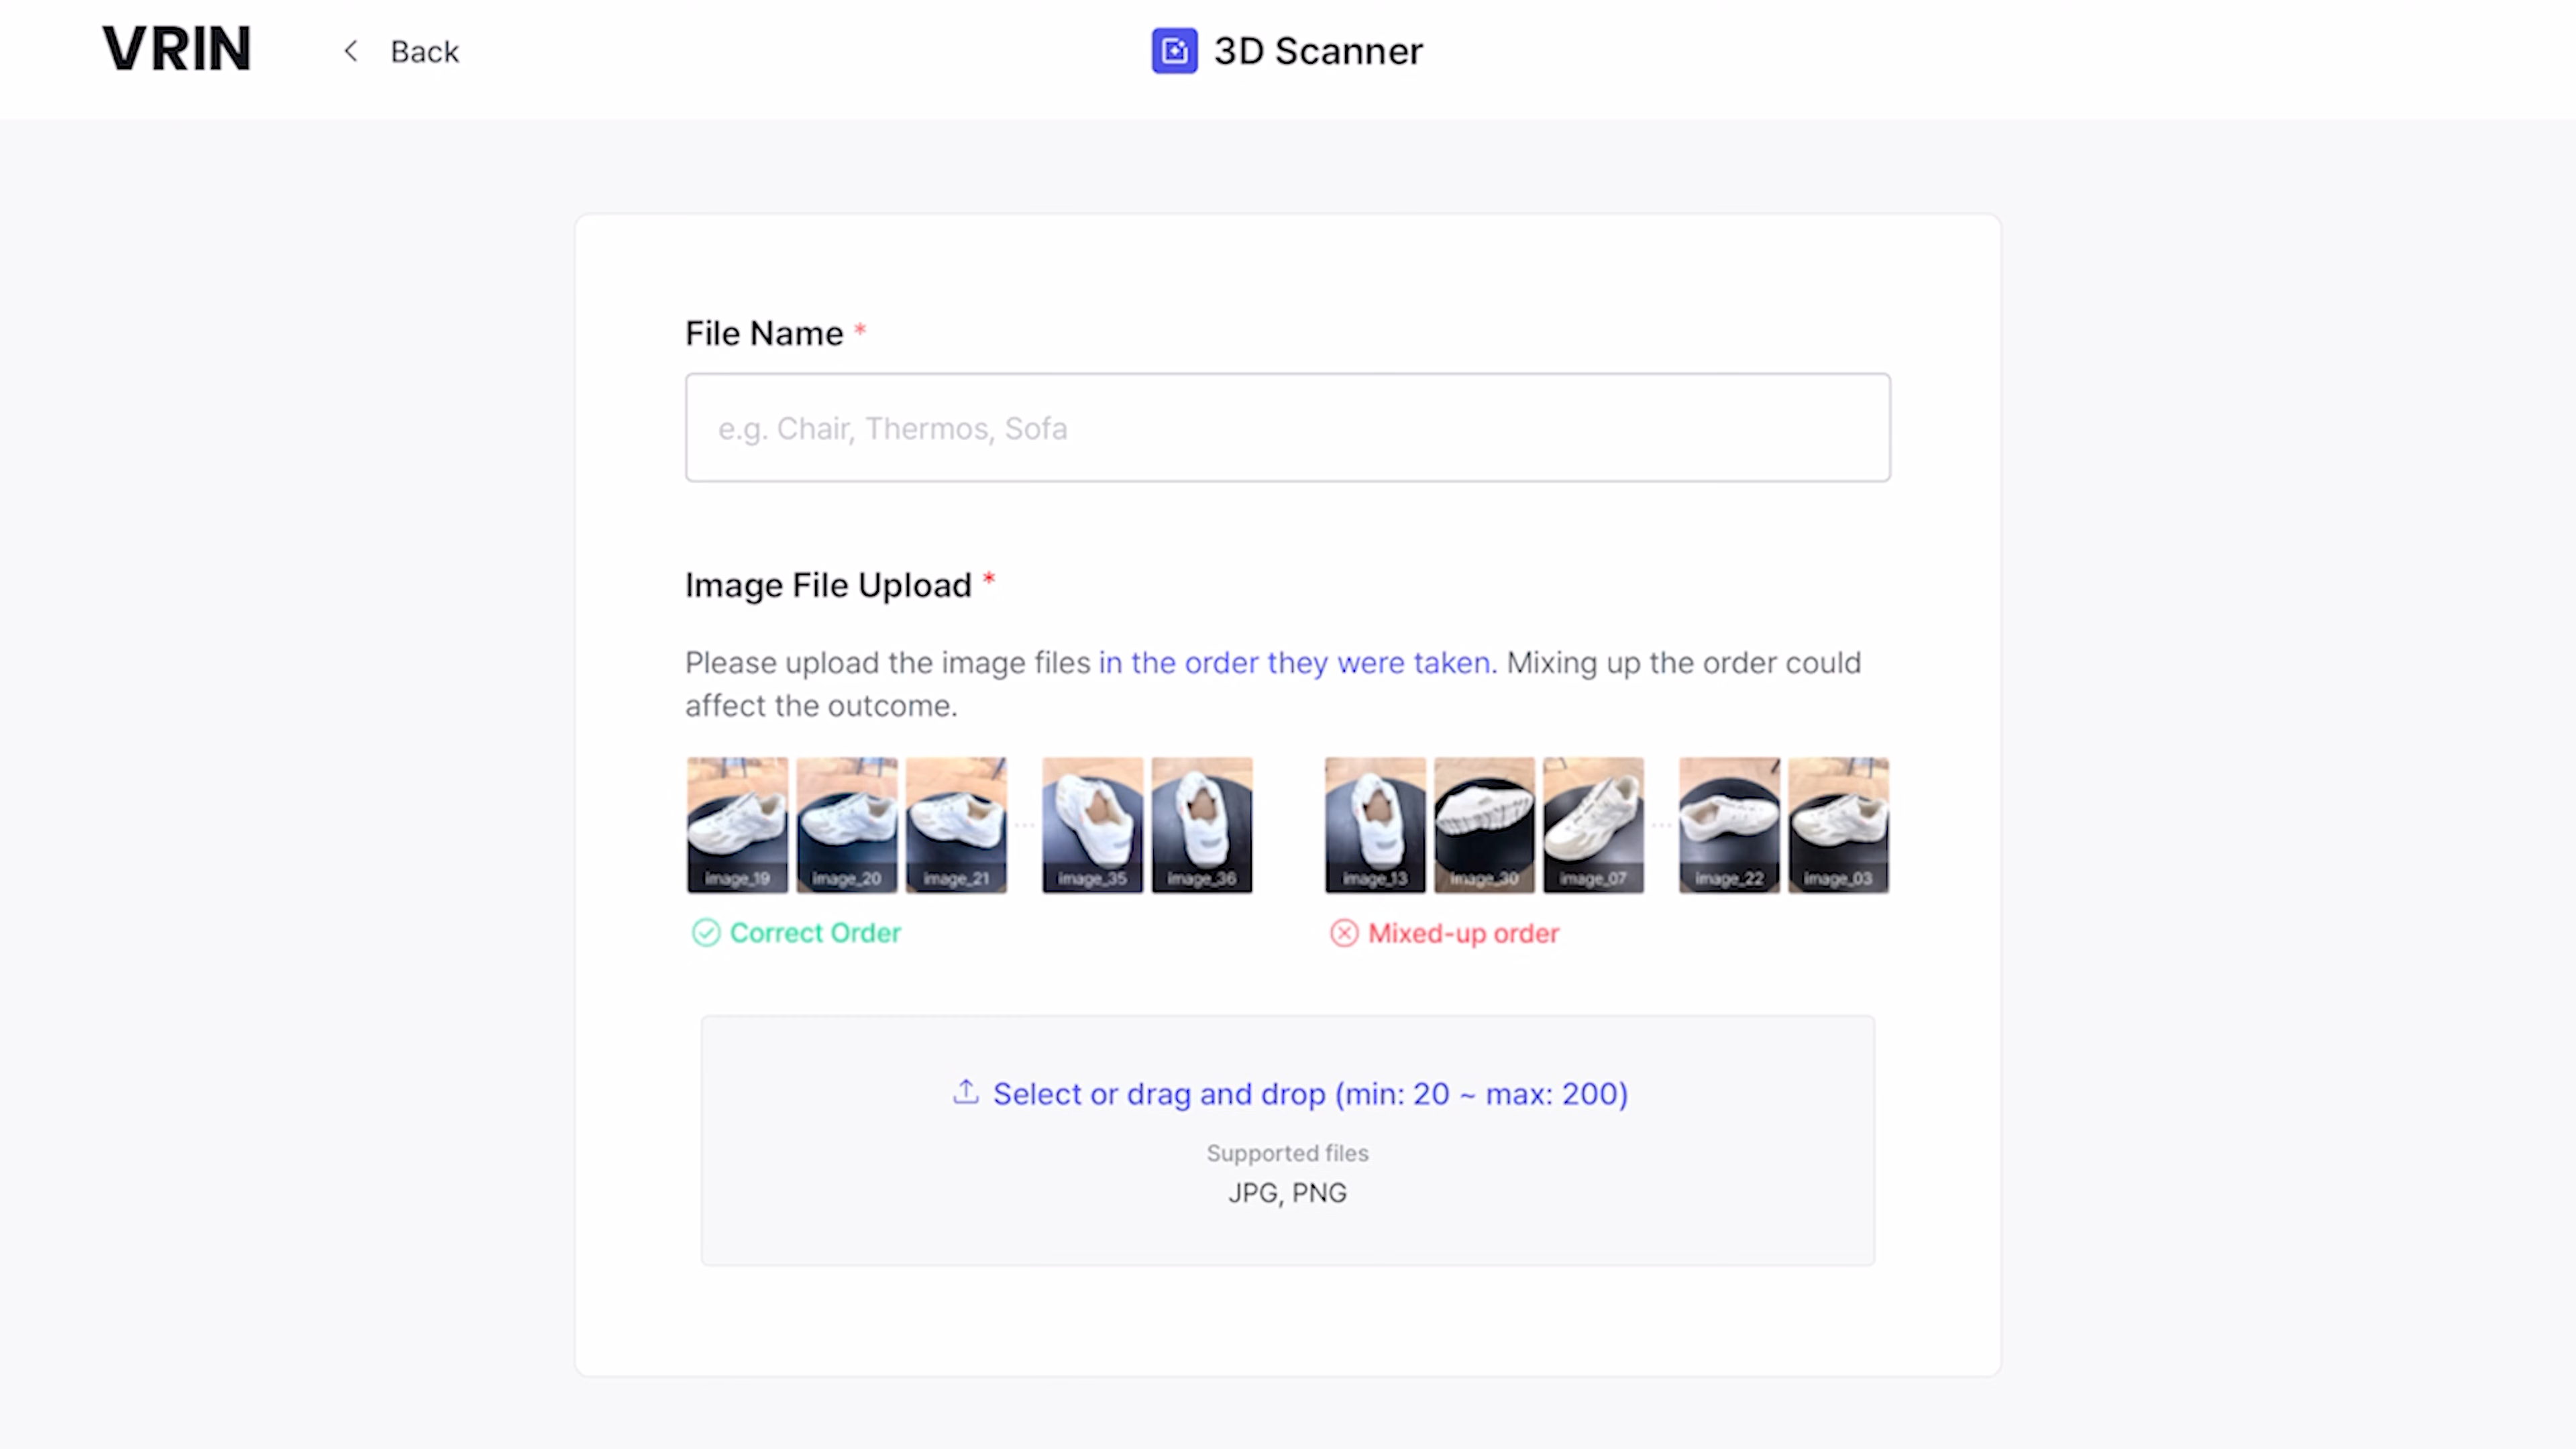 VRIN
Back
3D Scanner
File Name *
e.g. Chair, Thermos, Sofa
Image File Upload *
Please upload the image files in the order they were taken. Mixing up the order could
affect the outcome.
image_19 image_20 image_21 ... image_35 image_36
image_13 image_30 image_07 ... image_22 image_03
Correct Order
Mixed-up order
Select or drag and drop (min: 20 ~ max: 200)
Supported files
JPG, PNG